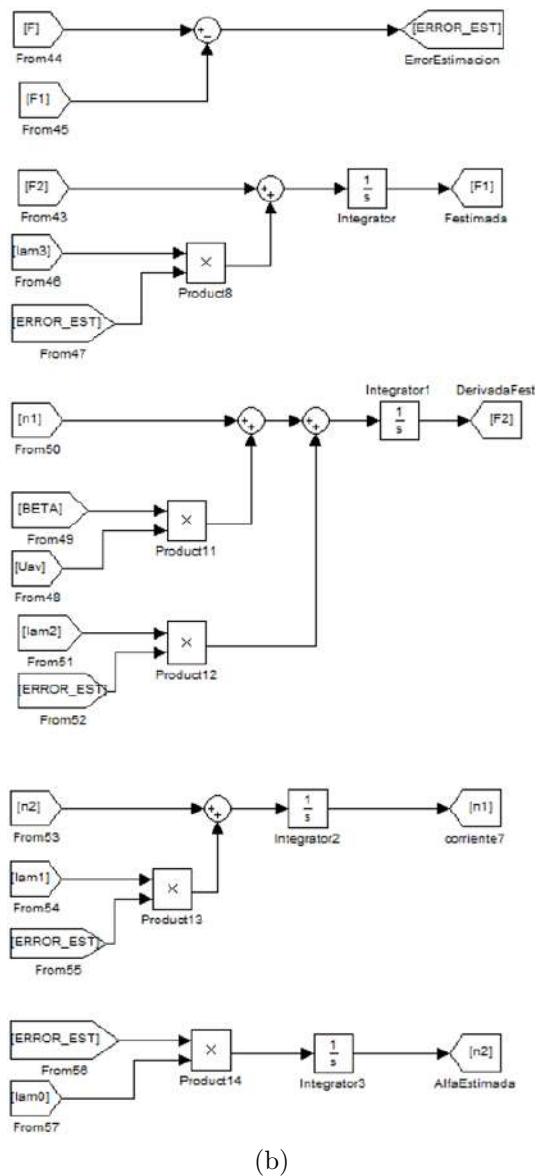 [F]
From44
+
−
[ERROR_EST]
ErrorEstimacion
[F1]
From45
[F2]
From43
+
+
1
s
Integrator
[F1]
Festimada
[lam3]
From46
×
Product8
[ERROR_EST]
From47
[n1]
From50
+
+
+
+
Integrator1
1
s
DerivadaFest
[F2]
[BETA]
From49
×
Product11
[Uav]
From48
[lam2]
From51
×
Product12
[ERROR_EST]
From52
[n2]
From53
+
+
1
s
Integrator2
[n1]
corriente7
[lam1]
From54
×
Product13
[ERROR_EST]
From55
[ERROR_EST]
From56
×
Product14
1
s
Integrator3
[n2]
AlfaEstimada
[lam0]
From57
(b)